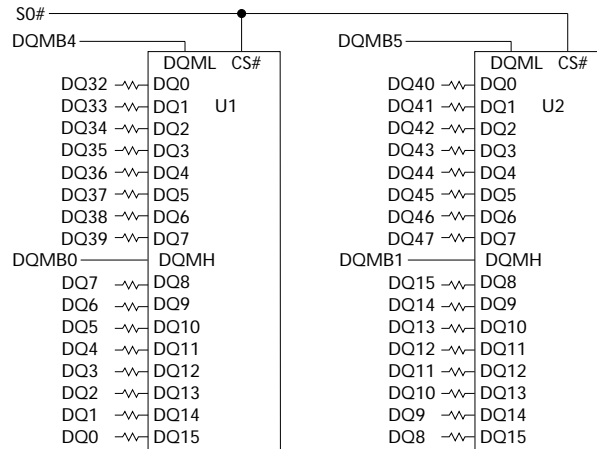 S0#
DQMB4 DQMB5
DQML CS# DQML CS#
DQ32 DQ0 DQ40 DQ0
DQ33 DQ1 U1 DQ41 DQ1 U2
DQ34 DQ2 DQ42 DQ2
DQ35 DQ3 DQ43 DQ3
DQ36 DQ4 DQ44 DQ4
DQ37 DQ5 DQ45 DQ5
DQ38 DQ6 DQ46 DQ6
DQ39 DQ7 DQ47 DQ7
DQMB0 DQMH DQMB1 DQMH
DQ7 DQ8 DQ15 DQ8
DQ6 DQ9 DQ14 DQ9
DQ5 DQ10 DQ13 DQ10
DQ4 DQ11 DQ12 DQ11
DQ3 DQ12 DQ11 DQ12
DQ2 DQ13 DQ10 DQ13
DQ1 DQ14 DQ9 DQ14
DQ0 DQ15 DQ8 DQ15